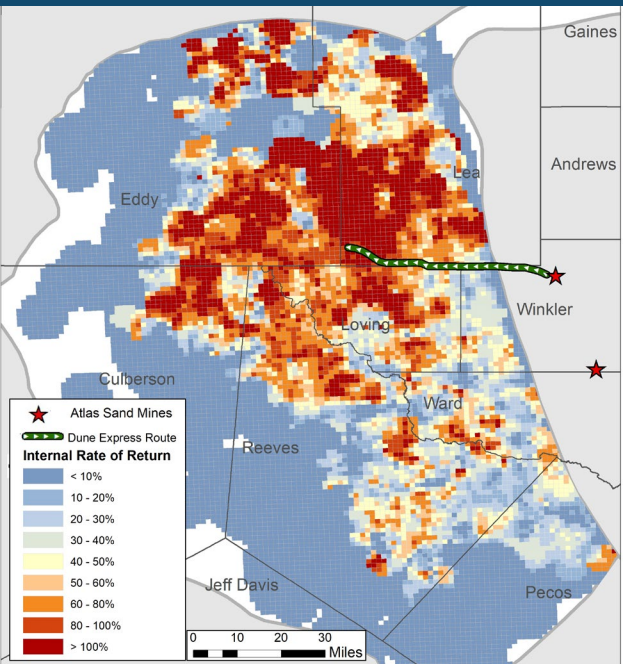 Gaines
Andrews
Lea
Eddy
Winkler
Loving
Culberson
Ward
Reeves
Jeff Davis
Pecos
Atlas Sand Mines
Dune Express Route
Internal Rate of Return
< 10%
10 - 20%
20 - 30%
30 - 40%
40 - 50%
50 - 60%
60 - 80%
80 - 100%
> 100%
0 10 20 30
Miles